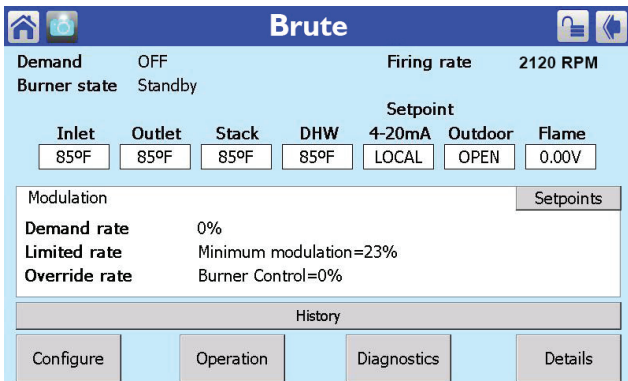 Brute
Demand OFF Firing rate 2120 RPM
Burner state Standby
Setpoint
Inlet Outlet Stack DHW 4-20mA Outdoor Flame
85ºF 85ºF 85ºF 85ºF LOCAL OPEN 0.00V
Modulation Setpoints
Demand rate 0%
Limited rate Minimum modulation=23%
Override rate Burner Control=0%
History
Configure Operation Diagnostics Details